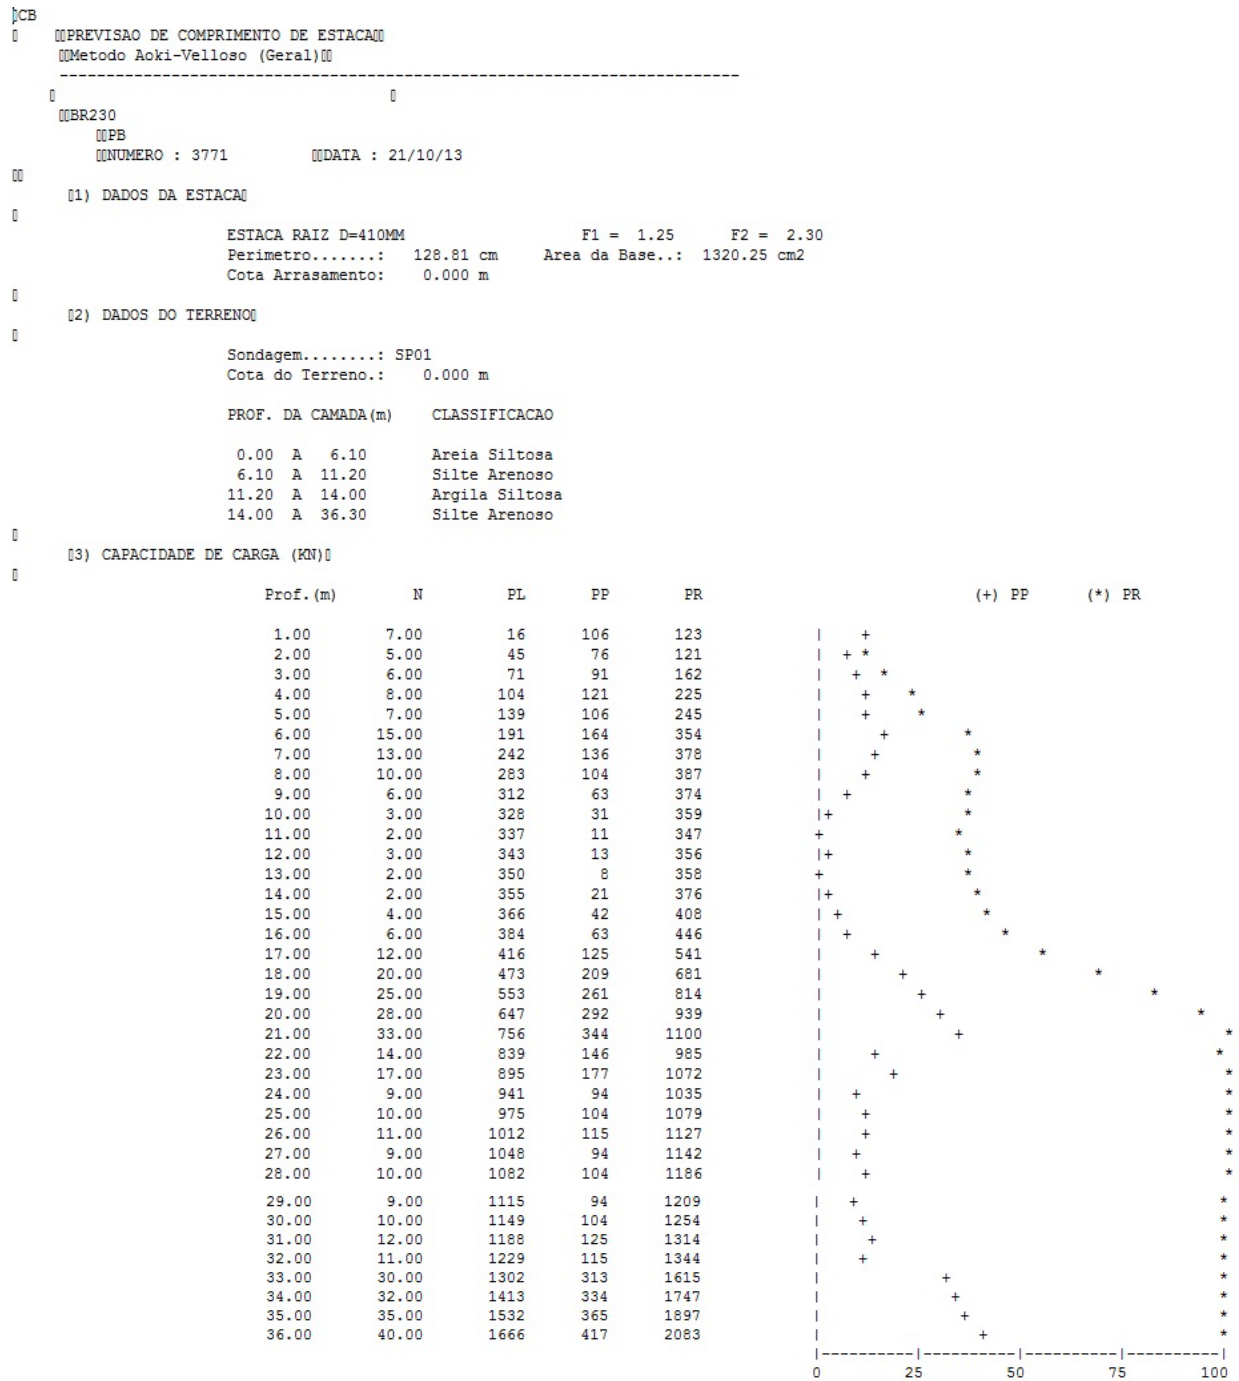 CB
PREVISAO DE COMPRIMENTO DE ESTACA
Metodo Aoki-Velloso (Geral)
------------------------------------------------------------------------
BR230
PB
NUMERO : 3771 DATA : 21/10/13
1) DADOS DA ESTACA
ESTACA RAIZ D=410MM F1 = 1.25 F2 = 2.30
Perimetro.......: 128.81 cm Area da Base..: 1320.25 cm2
Cota Arrasamento: 0.000 m
2) DADOS DO TERRENO
Sondagem........: SP01
Cota do Terreno.: 0.000 m
PROF. DA CAMADA(m) CLASSIFICACAO
0.00 A 6.10 Areia Siltosa
6.10 A 11.20 Silte Arenoso
11.20 A 14.00 Argila Siltosa
14.00 A 36.30 Silte Arenoso
3) CAPACIDADE DE CARGA (KN)
Prof.(m) N PL PP PR (+) PP (*) PR
1.00 7.00 16 106 123 | +
2.00 5.00 45 76 121 | + *
3.00 6.00 71 91 162 | + *
4.00 8.00 104 121 225 | + *
5.00 7.00 139 106 245 | + *
6.00 15.00 191 164 354 | + *
7.00 13.00 242 136 378 | + *
8.00 10.00 283 104 387 | + *
9.00 6.00 312 63 374 | + *
10.00 3.00 328 31 359 |+ *
11.00 2.00 337 11 347 + *
12.00 3.00 343 13 356 |+ *
13.00 2.00 350 8 358 + *
14.00 2.00 355 21 376 |+ *
15.00 4.00 366 42 408 | + *
16.00 6.00 384 63 446 | + *
17.00 12.00 416 125 541 | + *
18.00 20.00 473 209 681 | + *
19.00 25.00 553 261 814 | + *
20.00 28.00 647 292 939 | + *
21.00 33.00 756 344 1100 | + *
22.00 14.00 839 146 985 | + *
23.00 17.00 895 177 1072 | + *
24.00 9.00 941 94 1035 | + *
25.00 10.00 975 104 1079 | + *
26.00 11.00 1012 115 1127 | + *
27.00 9.00 1048 94 1142 | + *
28.00 10.00 1082 104 1186 | + *
29.00 9.00 1115 94 1209 | + *
30.00 10.00 1149 104 1254 | + *
31.00 12.00 1188 125 1314 | + *
32.00 11.00 1229 115 1344 | + *
33.00 30.00 1302 313 1615 | + *
34.00 32.00 1413 334 1747 | + *
35.00 35.00 1532 365 1897 | + *
36.00 40.00 1666 417 2083 | + *
|----------|----------|----------|----------|
0 25 50 75 100